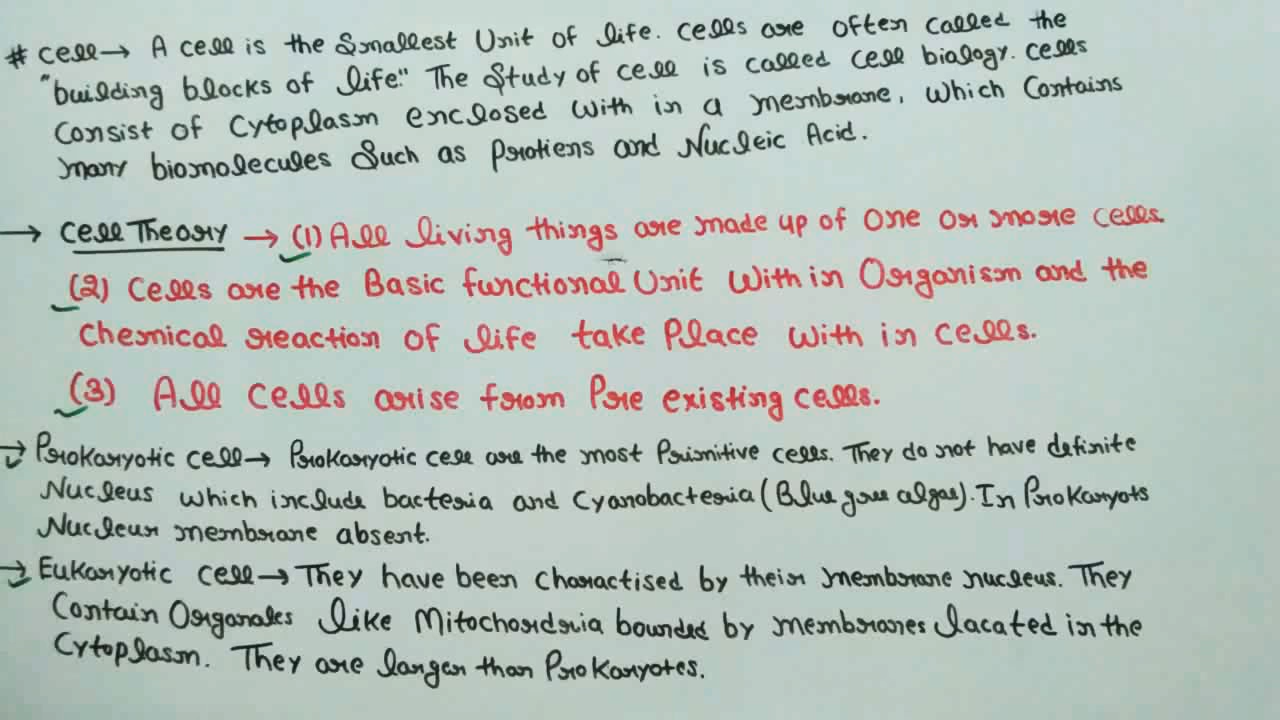 # Cell → A cell is the Smallest Unit of life. Cells are often called the
"building blocks of life." The Study of cell is called cell biology. Cells
Consist of Cytoplasm enclosed with in a membrane, which Contains
many biomolecules Such as Protiens and Nucleic Acid.
→ Cell Theory → (1) All living things are made up of one or more cells.
(2) Cells are the Basic functional Unit within Organism and the
Chemical reaction of life take Place with in cells.
(3) All Cells arise from Pre existing cells.
→ Prokaryotic cell → Prokaryotic cell are the most Primitive cells. They do not have definite
Nucleus which include bacteria and Cyanobacteria (Blue gree algae). In Prokaryots
Nucleur membrane absent.
→ Eukaryotic cell → They have been charactised by their membrane nucleus. They
Contain Organales like Mitochordria bounded by membranes lacated in the
Cytoplasm. They are larger than Prokaryotes.